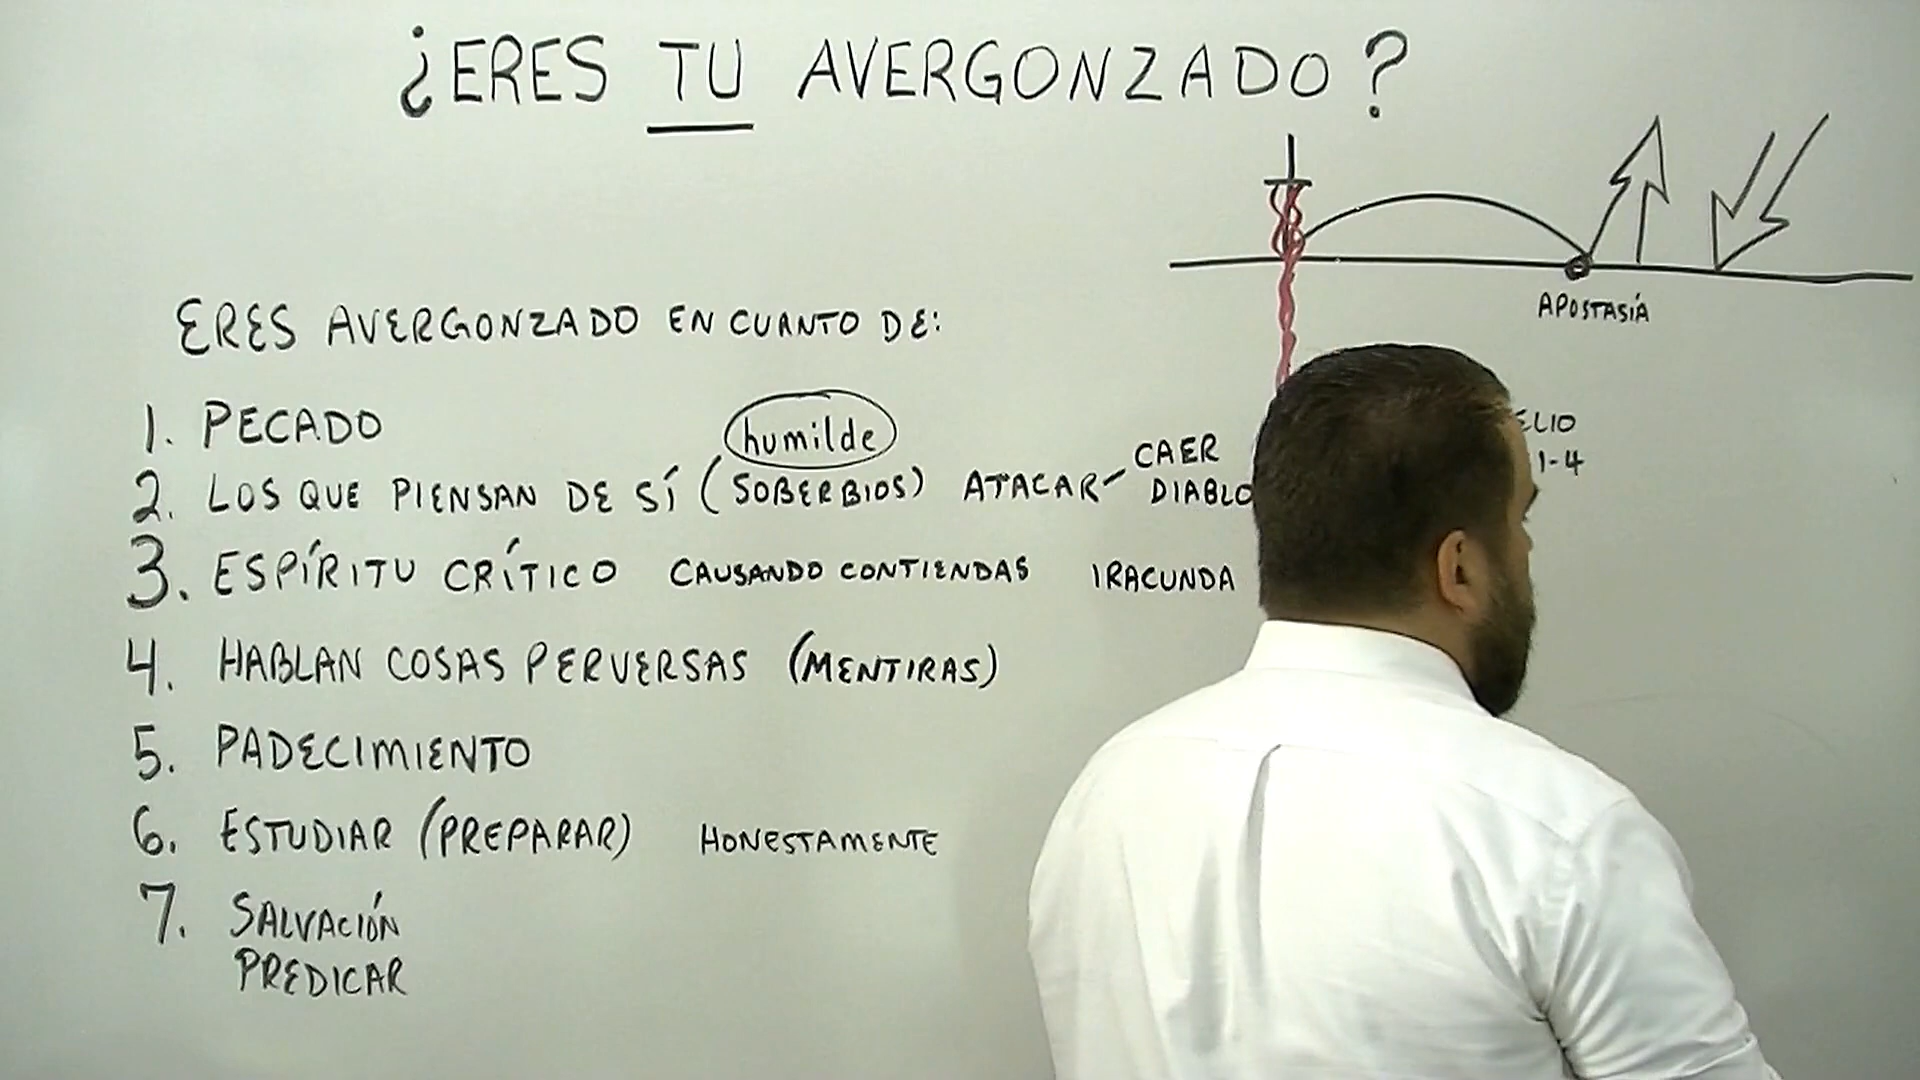 ¿ERES TU AVERGONZADO?
APOSTASÍA
ERES AVERGONZADO EN CUANTO DE:
1. PECADO
humilde
2. LOS QUE PIENSAN DE SÍ (SOBERBIOS) ATACAR- CAER
DIABLO
1-4
3. ESPÍRITU CRÍTICO CAUSANDO CONTIENDAS IRACUNDA
4. HABLAN COSAS PERVERSAS (MENTIRAS)
5. PADECIMIENTO
6. ESTUDIAR (PREPARAR) HONESTAMENTE
7. SALVACIÓN
PREDICAR